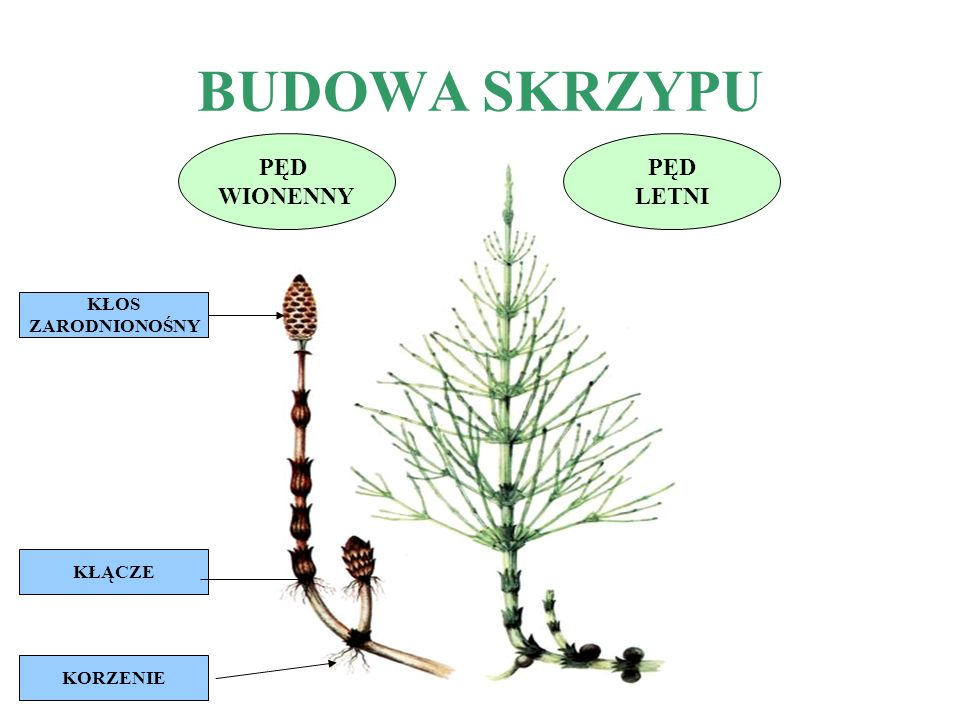 BUDOWA SKRZYPU
PĘD
WIONENNY
PĘD
LETNI
KŁOS
ZARODNIONOŚNY
KŁĄCZE
KORZENIE